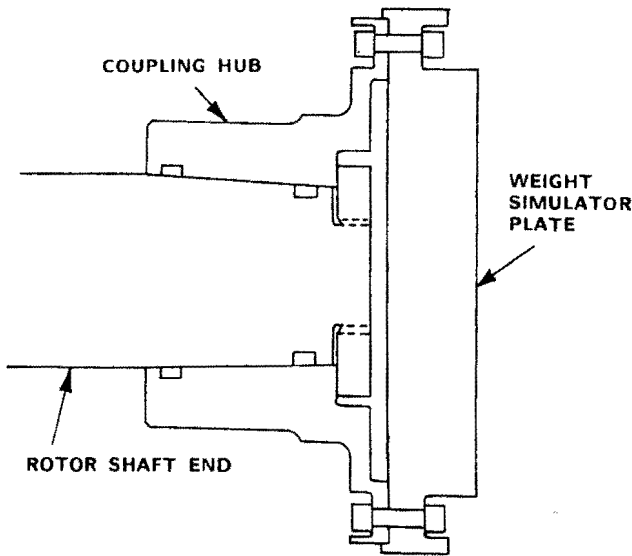 COUPLING HUB
WEIGHT
SIMULATOR
PLATE
ROTOR SHAFT END